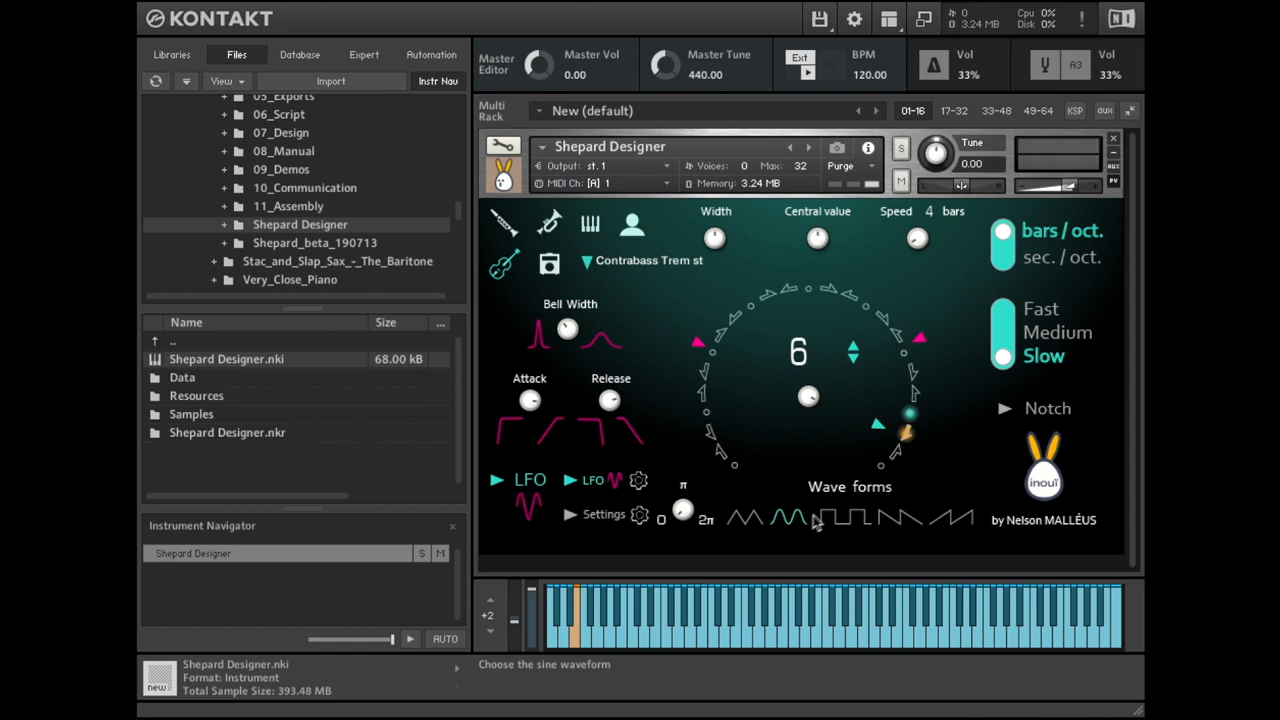 KONTAKT
0
3.24 MB
Cpu 0%
Disk 0%
!
Libraries Files Database Expert Automation
View Import Instr Nav
Master Editor
Master Vol
0.00
Master Tune
440.00
Ext
BPM
120.00
Vol
33%
A3
Vol
33%
Multi Rack
New (default)
01-16 17-32 33-48 49-64 KSP AUX
05_Exports
06_Script
07_Design
08_Manual
09_Demos
10_Communication
11_Assembly
Shepard Designer
Shepard_beta_190713
Stac_and_Slap_Sax_-_The_Baritone
Very_Close_Piano
Name Size ...
..
Shepard Designer.nki 68.00 kB
Data
Resources
Samples
Shepard Designer.nkr
Instrument Navigator
Shepard Designer S M
AUTO
Shepard Designer
Output: st. 1 Voices: 0 Max: 32 Purge
MIDI Ch: [A] 1 Memory: 3.24 MB
S
M
Tune
0.00
L R
AUX
PV
Width Central value Speed 4 bars
bars / oct.
sec. / oct.
Contrabass Trem st
Bell Width
Fast
Medium
Slow
6
Attack Release
Notch
LFO LFO
Settings
π
0 2π
Wave forms
inouï
by Nelson MALLÉUS
+2
new
Shepard Designer.nki
Format: Instrument
Total Sample Size: 393.48 MB
Choose the sine waveform